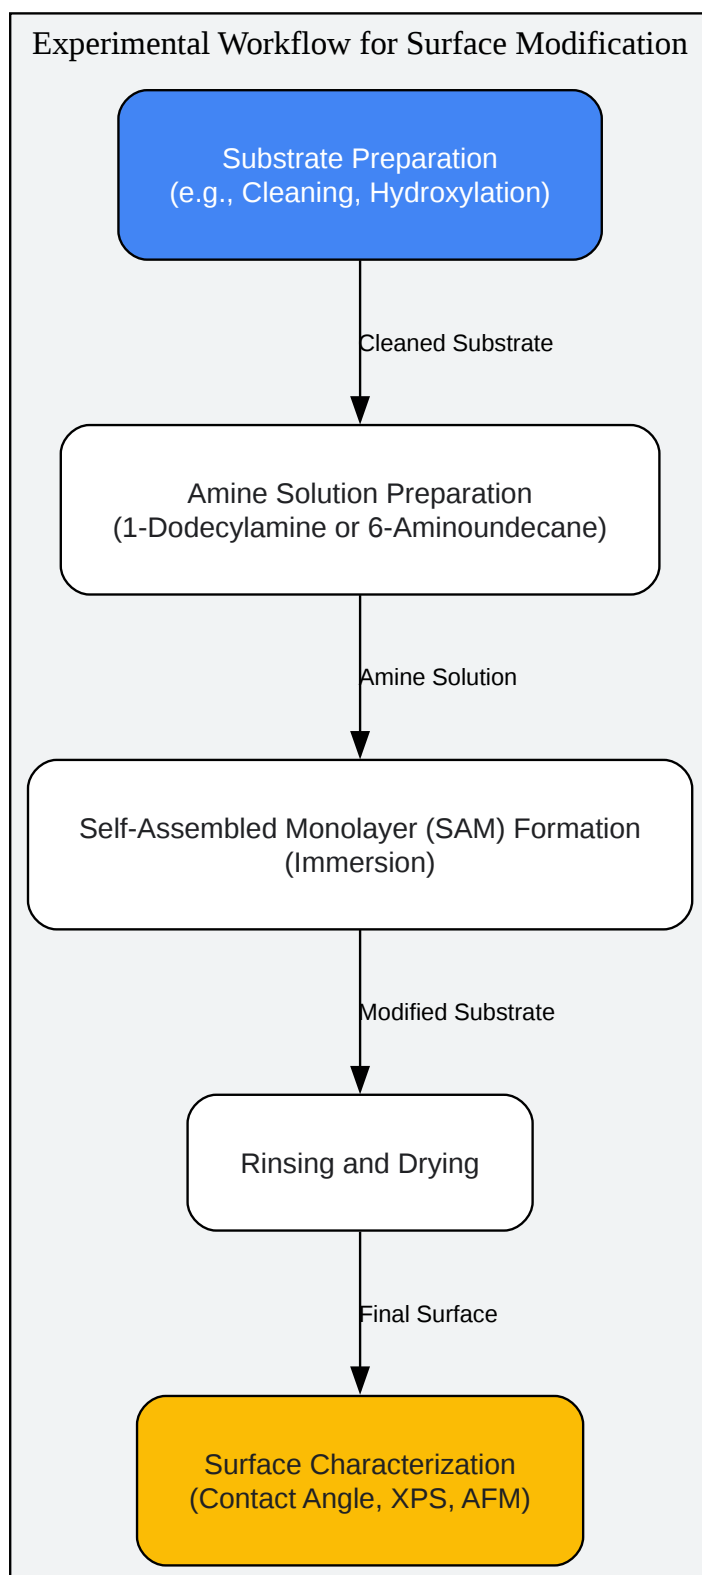 Experimental Workflow for Surface Modification
Substrate Preparation
(e.g., Cleaning, Hydroxylation)
Cleaned Substrate
Amine Solution Preparation
(1-Dodecylamine or 6-Aminoundecane)
Amine Solution
Self-Assembled Monolayer (SAM) Formation
(Immersion)
Modified Substrate
Rinsing and Drying
Final Surface
Surface Characterization
(Contact Angle, XPS, AFM)